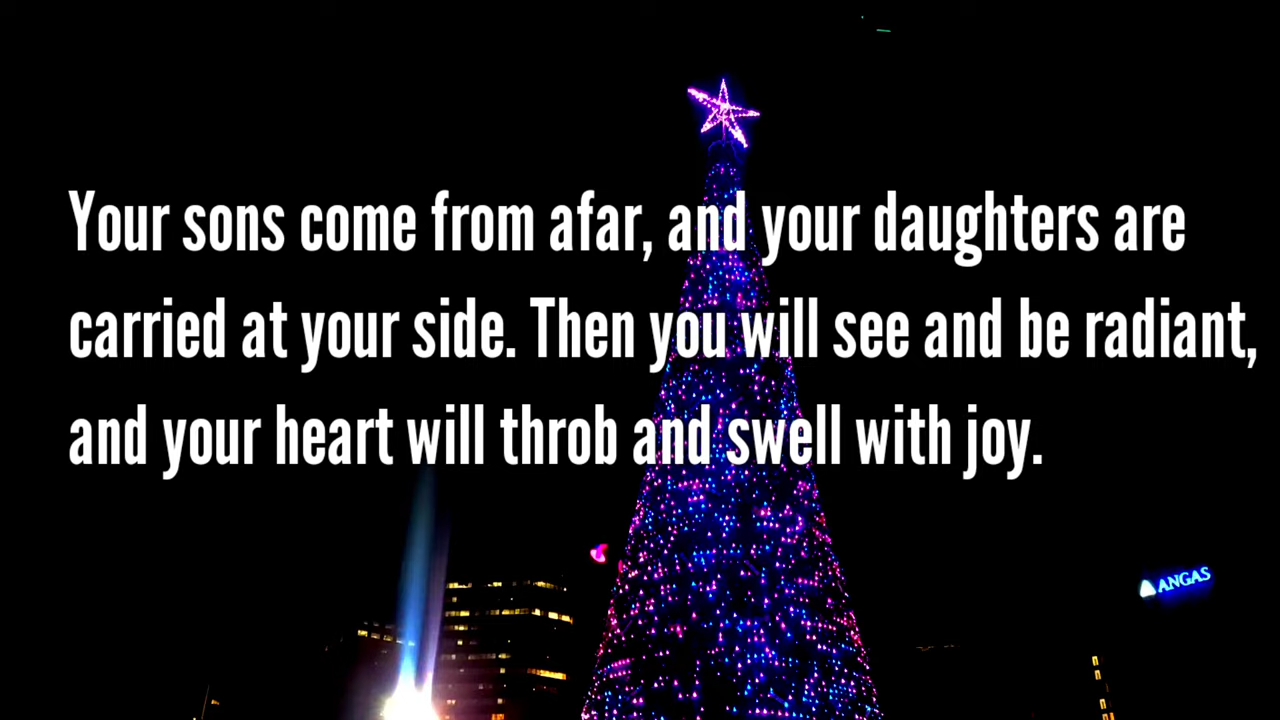 Your sons come from afar, and your daughters are
carried at your side. Then you will see and be radiant,
and your heart will throb and swell with joy.
ANGAS